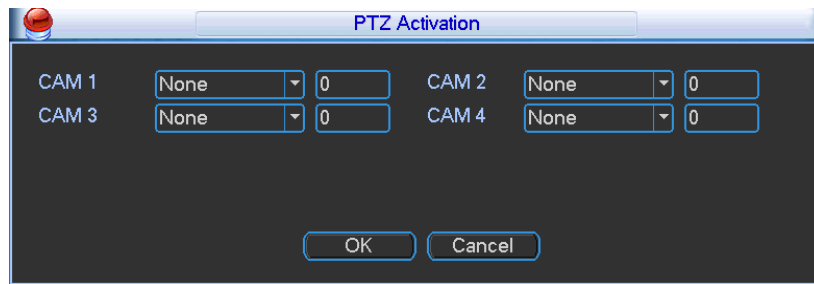 PTZ Activation
CAM 1 None 0 CAM 2 None 0
CAM 3 None 0 CAM 4 None 0
OK Cancel